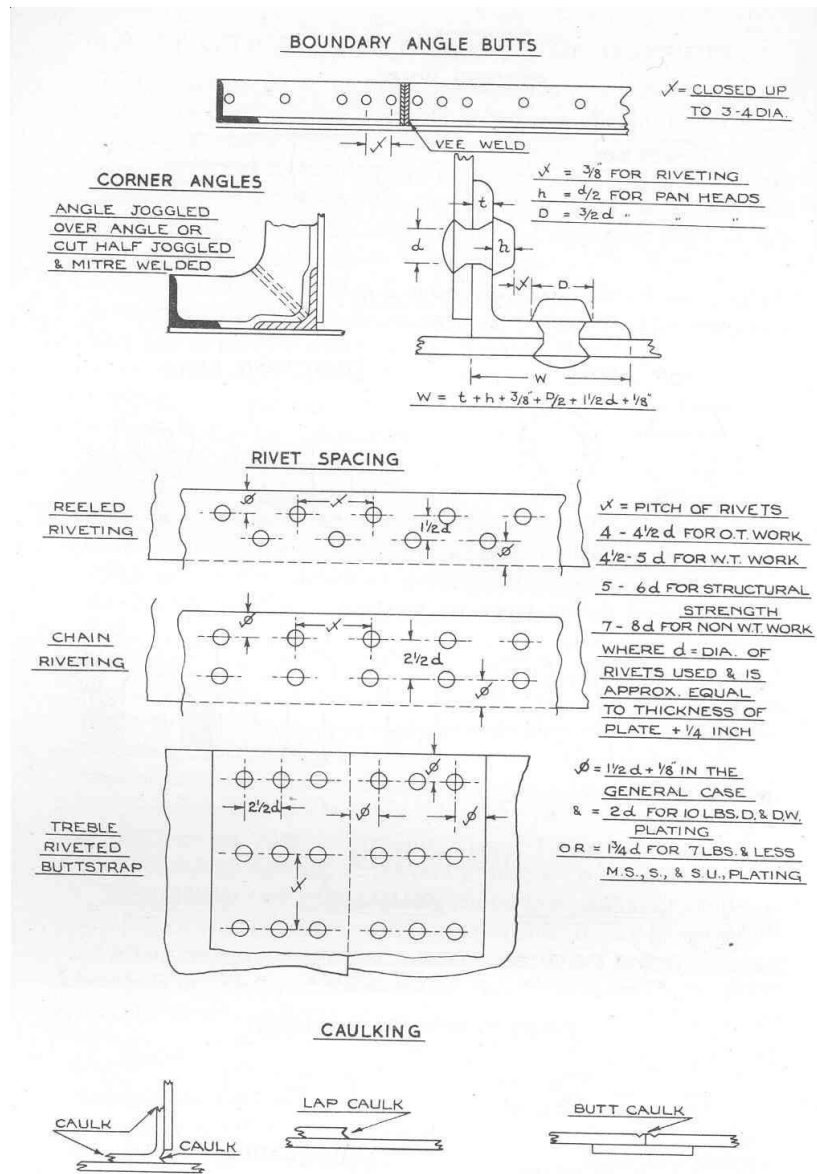 BOUNDARY ANGLE BUTTS
X = CLOSED UP
TO 3-4 DIA.
X
VEE WELD
CORNER ANGLES
ANGLE JOGGLED
OVER ANGLE OR
CUT HALF JOGGLED
& MITRE WELDED
X = 3/8" FOR RIVETING
h = d/2 FOR PAN HEADS
D = 3/2 d " " "
t
d
h
X
D
W
W = t + h + 3/8" + D/2 + 1 1/2 d + 1/8"
RIVET SPACING
REELED
RIVETING
ø
X
1 1/2 d
ø
X = PITCH OF RIVETS
4 - 4 1/2 d FOR O.T. WORK
4 1/2 - 5 d FOR W.T. WORK
5 - 6d FOR STRUCTURAL
STRENGTH
7 - 8d FOR NON W.T. WORK
WHERE d = DIA. OF
RIVETS USED & IS
APPROX. EQUAL
TO THICKNESS OF
PLATE + 1/4 INCH
CHAIN
RIVETING
ø
X
2 1/2 d
ø
TREBLE
RIVETED
BUTTSTRAP
ø
2 1/2 d
ø
ø
X
ø = 1 1/2 d + 1/8" IN THE
GENERAL CASE
& = 2d FOR 10 LBS. D. & D.W.
PLATING
OR = 1 3/4 d FOR 7 LBS. & LESS
M.S., S., & S.U., PLATING
CAULKING
CAULK
CAULK
LAP CAULK
BUTT CAULK